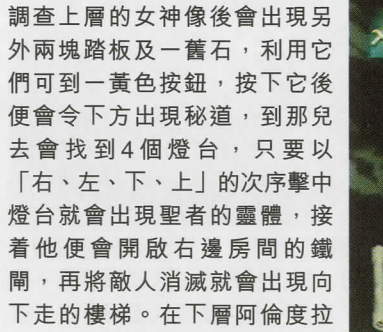 調查上層的女神像後會出現另
外兩塊踏板及一舊石，利用它
們可到一黃色按鈕，按下它後
便會令下方出現秘道，到那兒
去會找到4個燈台，只要以
「右、左、下、上」的次序擊中
燈台就會出現聖者的靈體，接
着他便會開啟右邊房間的鐵
閘，再將敵人消滅就會出現向
下走的樓梯。在下層阿倫度拉